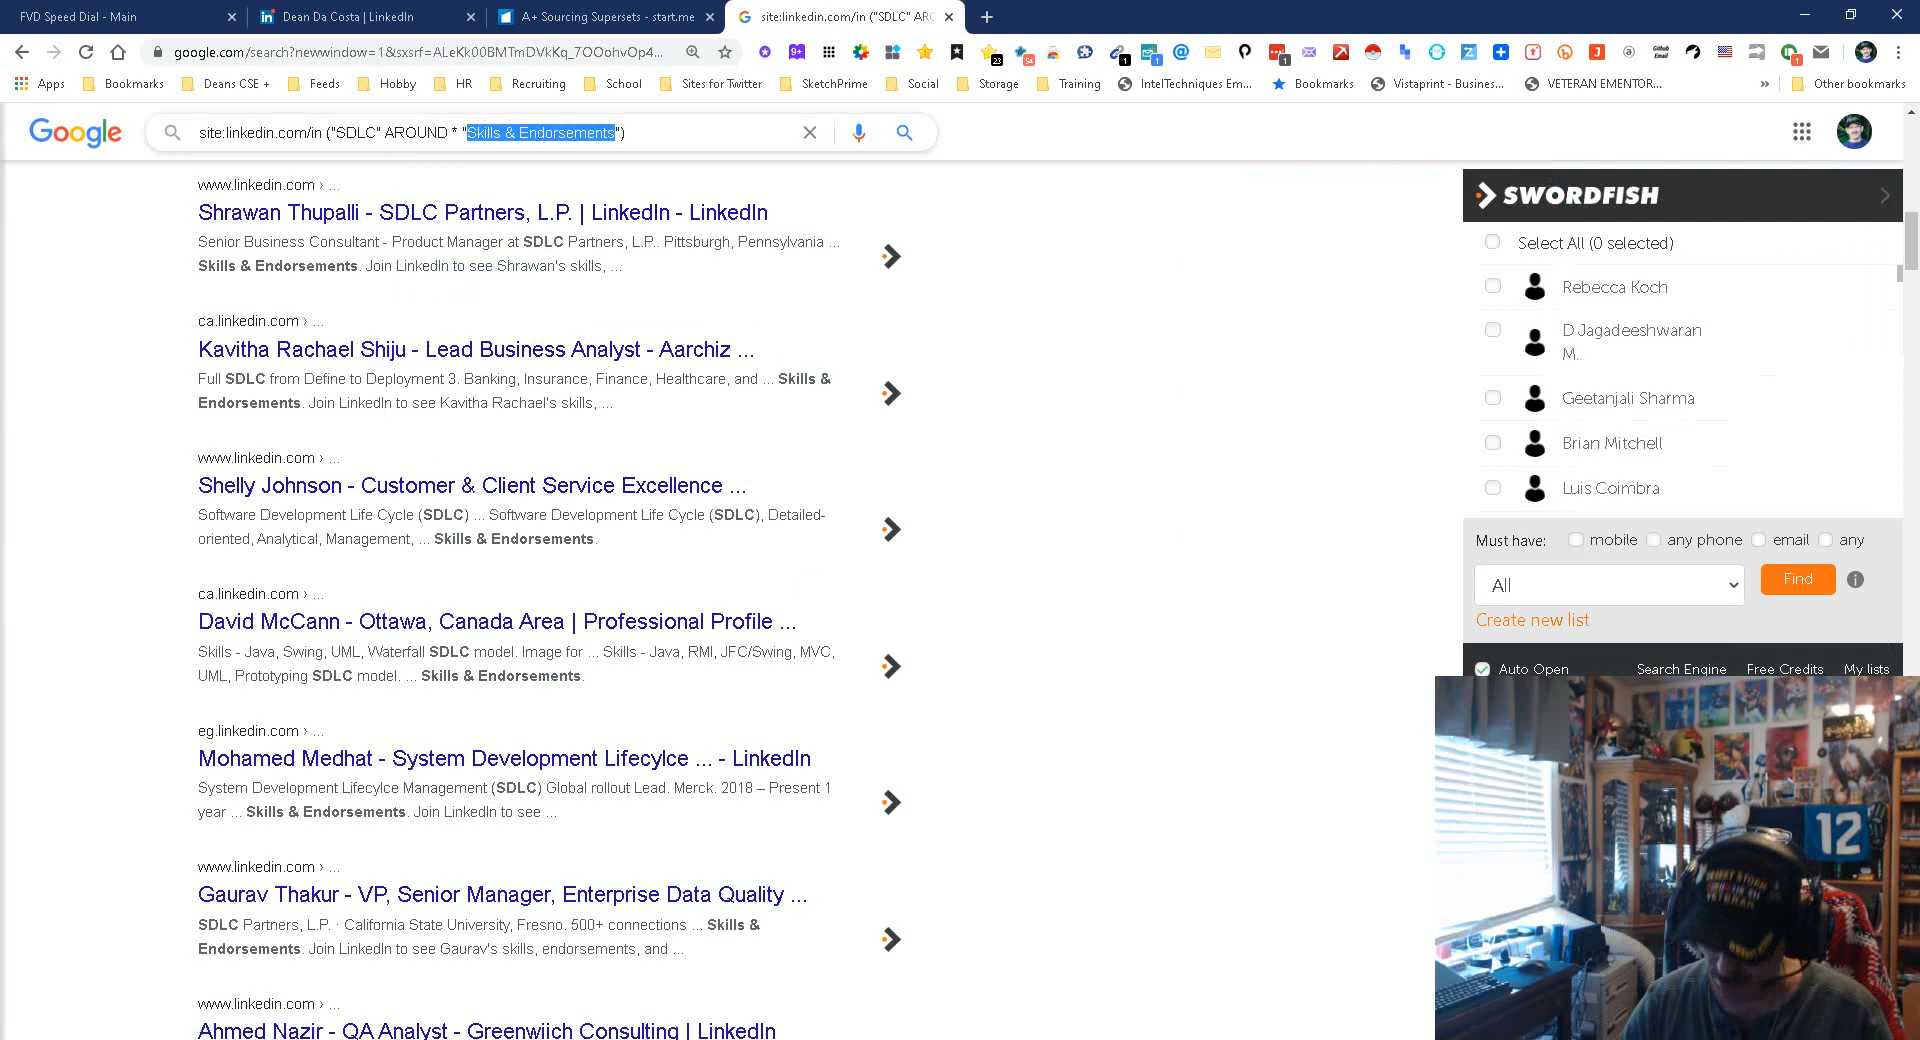 FVD Speed Dial - Main
Dean Da Costa | LinkedIn
A+ Sourcing Supersets - start.me
site:linkedin.com/in ("SDLC" ARO
google.com/search?newwindow=1&sxsrf=ALeKk00BMTmDVkKq_7OOohvOp4...
Apps
Bookmarks
Deans CSE +
Feeds
Hobby
HR
Recruiting
School
Sites for Twitter
SketchPrime
Social
Storage
Training
IntelTechniques Em...
Bookmarks
Vistaprint - Busines...
VETERAN EMENTOR...
»
Other bookmarks
Google
site:linkedin.com/in ("SDLC" AROUND * "Skills & Endorsements")
www.linkedin.com › ...
Shrawan Thupalli - SDLC Partners, L.P. | LinkedIn - LinkedIn
Senior Business Consultant - Product Manager at SDLC Partners, L.P.. Pittsburgh, Pennsylvania ...
Skills & Endorsements. Join LinkedIn to see Shrawan's skills, ...
ca.linkedin.com › ...
Kavitha Rachael Shiju - Lead Business Analyst - Aarchiz ...
Full SDLC from Define to Deployment 3. Banking, Insurance, Finance, Healthcare, and ... Skills &
Endorsements. Join LinkedIn to see Kavitha Rachael's skills, ...
www.linkedin.com › ...
Shelly Johnson - Customer & Client Service Excellence ...
Software Development Life Cycle (SDLC) ... Software Development Life Cycle (SDLC), Detailed-
oriented, Analytical, Management, ... Skills & Endorsements.
ca.linkedin.com › ...
David McCann - Ottawa, Canada Area | Professional Profile ...
Skills - Java, Swing, UML, Waterfall SDLC model. Image for ... Skills - Java, RMI, JFC/Swing, MVC,
UML, Prototyping SDLC model. ... Skills & Endorsements.
eg.linkedin.com › ...
Mohamed Medhat - System Development Lifecylce ... - LinkedIn
System Development Lifecylce Management (SDLC) Global rollout Lead. Merck. 2018 – Present 1
year ... Skills & Endorsements. Join LinkedIn to see ...
www.linkedin.com › ...
Gaurav Thakur - VP, Senior Manager, Enterprise Data Quality ...
SDLC Partners, L.P. · California State University, Fresno. 500+ connections ... Skills &
Endorsements. Join LinkedIn to see Gaurav's skills, endorsements, and ...
www.linkedin.com › ...
Ahmed Nazir - QA Analyst - Greenwiich Consulting | LinkedIn
SWORDFISH
Select All (0 selected)
Rebecca Koch
D Jagadeeshwaran
M.
Geetanjali Sharma
Brian Mitchell
Luis Coimbra
Must have: mobile any phone email any
All
Find
Create new list
Auto Open
Search Engine
Free Credits
My lists
12